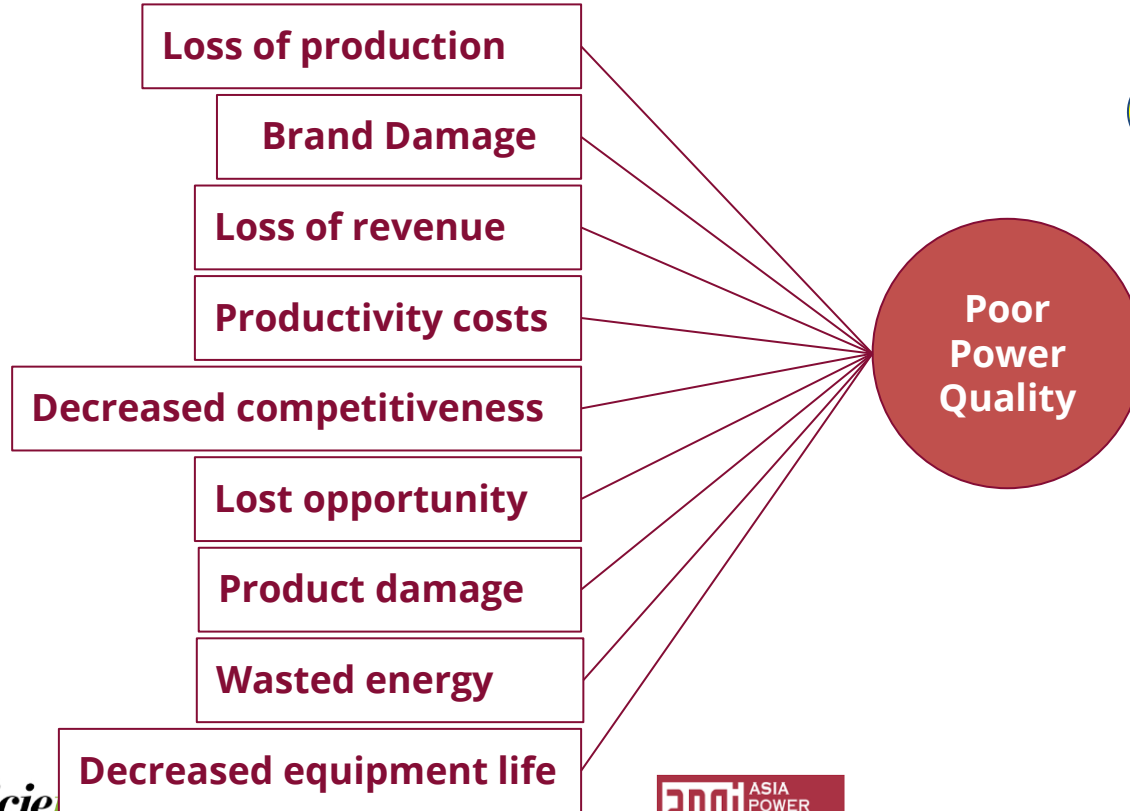 Loss of production
Brand Damage
Loss of revenue
Productivity costs
Decreased competitiveness
Lost opportunity
Product damage
Wasted energy
Decreased equipment life
Poor
Power
Quality
ASIA
POWER